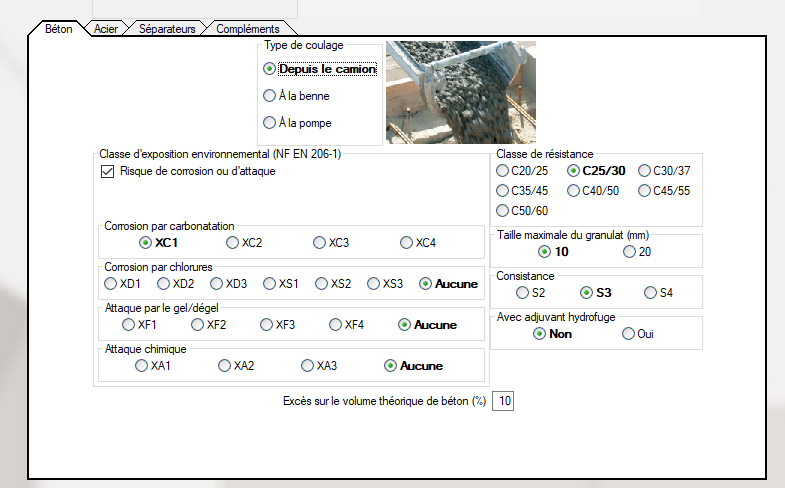 Béton Acier Séparateurs Compléments
Type de coulage
Depuis le camion
À la benne
À la pompe
Classe d'exposition environnemental (NF EN 206-1)
Risque de corrosion ou d'attaque
Corrosion par carbonatation
XC1 XC2 XC3 XC4
Corrosion par chlorures
XD1 XD2 XD3 XS1 XS2 XS3 Aucune
Attaque par le gel/dégel
XF1 XF2 XF3 XF4 Aucune
Attaque chimique
XA1 XA2 XA3 Aucune
Classe de résistance
C20/25 C25/30 C30/37
C35/45 C40/50 C45/55
C50/60
Taille maximale du granulat (mm)
10 20
Consistance
S2 S3 S4
Avec adjuvant hydrofuge
Non Oui
Excès sur le volume théorique de béton (%) 10